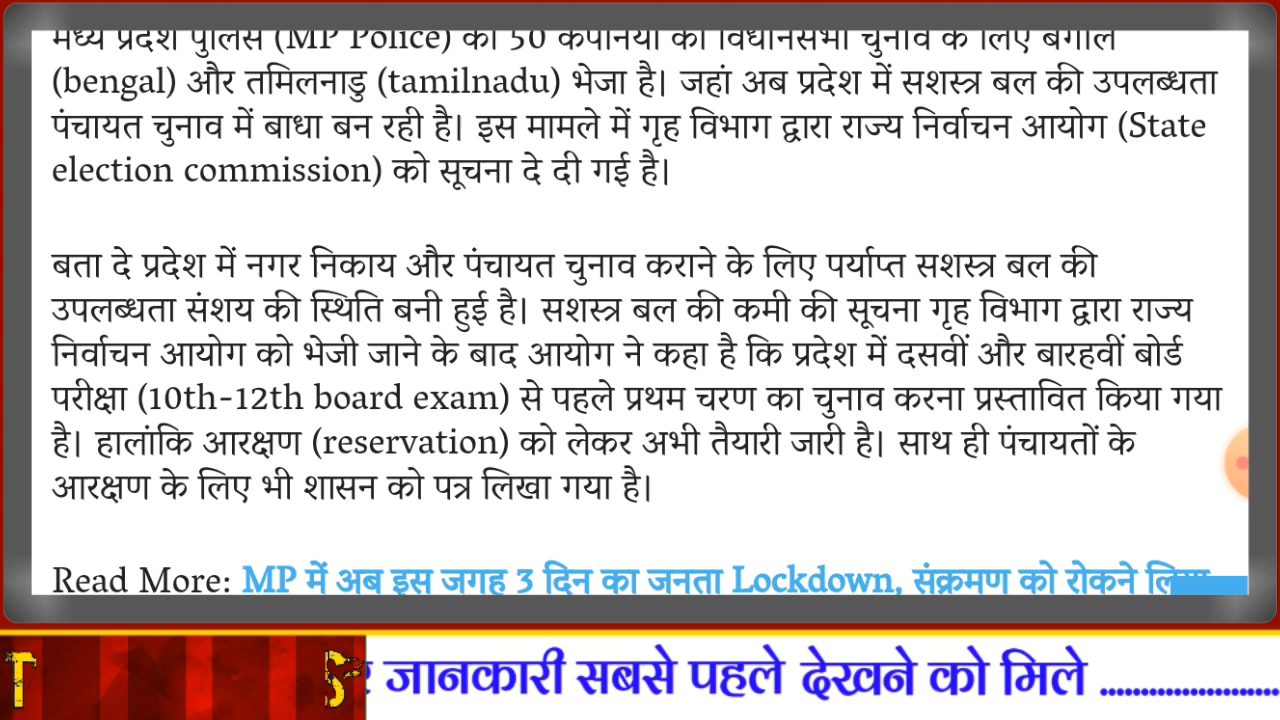 मध्य प्रदेश पुलिस (MP Police) की 50 कंपनियों को विधानसभा चुनाव के लिए बंगाल
(bengal) और तमिलनाडु (tamilnadu) भेजा है। जहां अब प्रदेश में सशस्त्र बल की उपलब्धता
पंचायत चुनाव में बाधा बन रही है। इस मामले में गृह विभाग द्वारा राज्य निर्वाचन आयोग (State
election commission) को सूचना दे दी गई है।
बता दे प्रदेश में नगर निकाय और पंचायत चुनाव कराने के लिए पर्याप्त सशस्त्र बल की
उपलब्धता संशय की स्थिति बनी हुई है। सशस्त्र बल की कमी की सूचना गृह विभाग द्वारा राज्य
निर्वाचन आयोग को भेजी जाने के बाद आयोग ने कहा है कि प्रदेश में दसवीं और बारहवीं बोर्ड
परीक्षा (10th-12th board exam) से पहले प्रथम चरण का चुनाव करना प्रस्तावित किया गया
है। हालांकि आरक्षण (reservation) को लेकर अभी तैयारी जारी है। साथ ही पंचायतों के
आरक्षण के लिए भी शासन को पत्र लिखा गया है।
Read More: MP में अब इस जगह 3 दिन का जनता Lockdown, संक्रमण को रोकने
जानकारी सबसे पहले देखने को मिले ......................